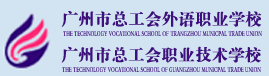 广州市总工会外语职业学校
THE TECHNOLOGY VOCATIONAL SCHOOL OF TRANGZHOU MUNICIPAL TRADE UNION
广州市总工会职业技术学校
THE TECHNOLOGY VOCATIONAL SCHOOL OF GUANGZHOU MUNICIPAL TRADE UNION